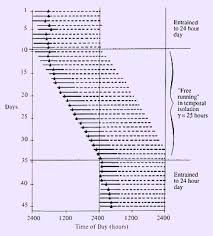 Entrained
to 24 hour
day
"Free
running"
in temporal
isolation
γ = 25 hours
Entrained
to 24 hour
day
Days
1
5
10
15
20
25
30
35
40
45
2400 1200 2400 1200 2400
Time of Day (hours)